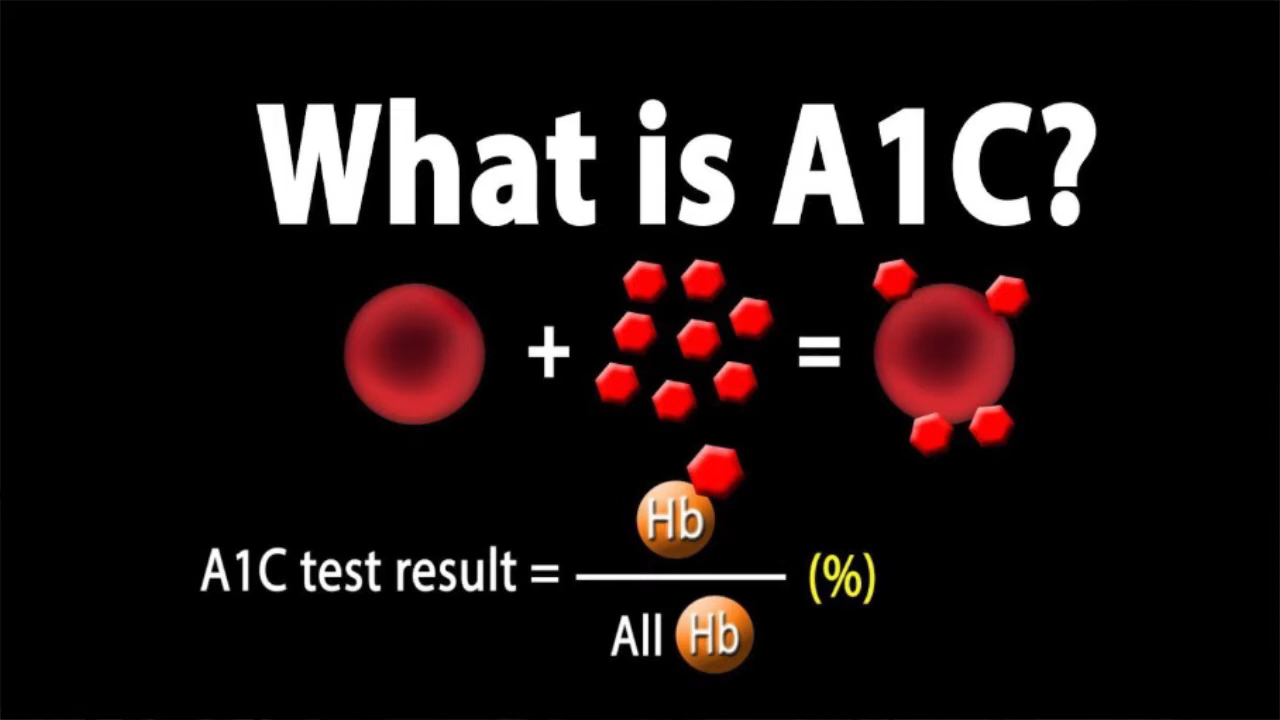 What is A1C?
+ =
Hb
A1C test result = (%)
All Hb